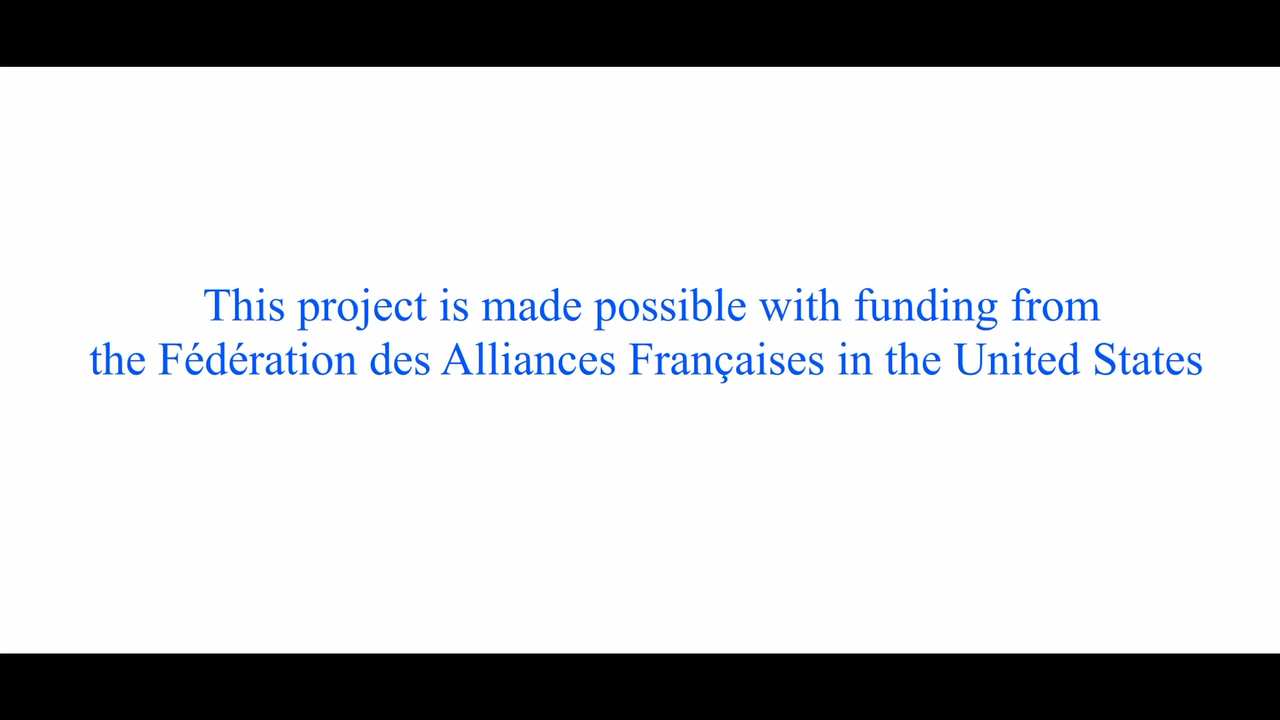 This project is made possible with funding from
the Fédération des Alliances Françaises in the United States